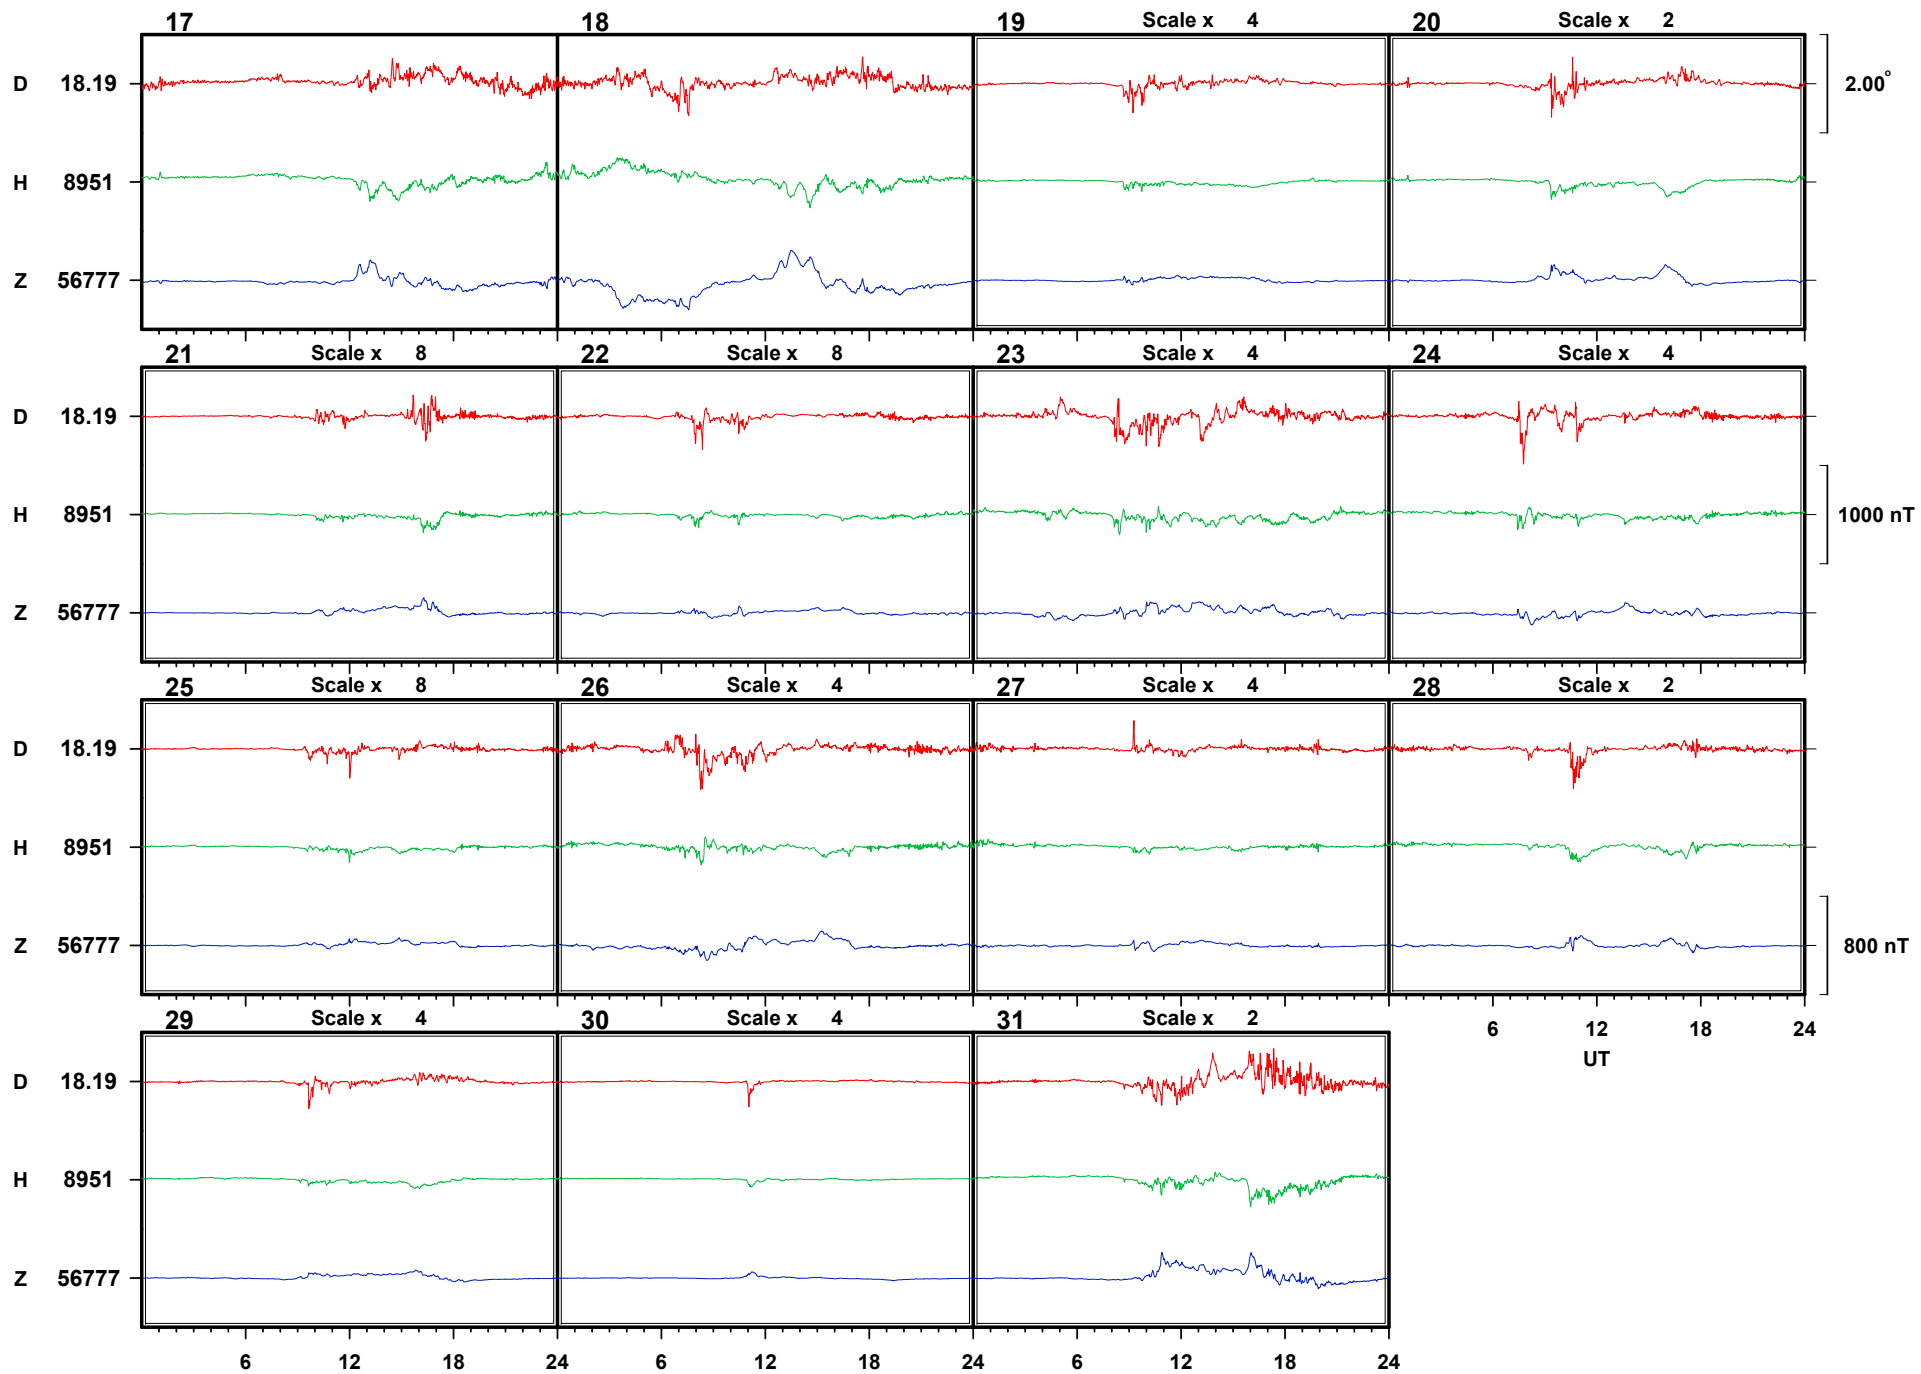 17 18 19 Scale x 4 20 Scale x 2
D 18.19 2.00°
H 8951
Z 56777
21 Scale x 8 22 Scale x 8 23 Scale x 4 24 Scale x 4
D 18.19
H 8951 1000 nT
Z 56777
25 Scale x 8 26 Scale x 4 27 Scale x 4 28 Scale x 2
D 18.19
H 8951
Z 56777 800 nT
29 Scale x 4 30 Scale x 4 31 Scale x 2 6 12 18 24
UT
D 18.19
H 8951
Z 56777
6 12 18 24 6 12 18 24 6 12 18 24